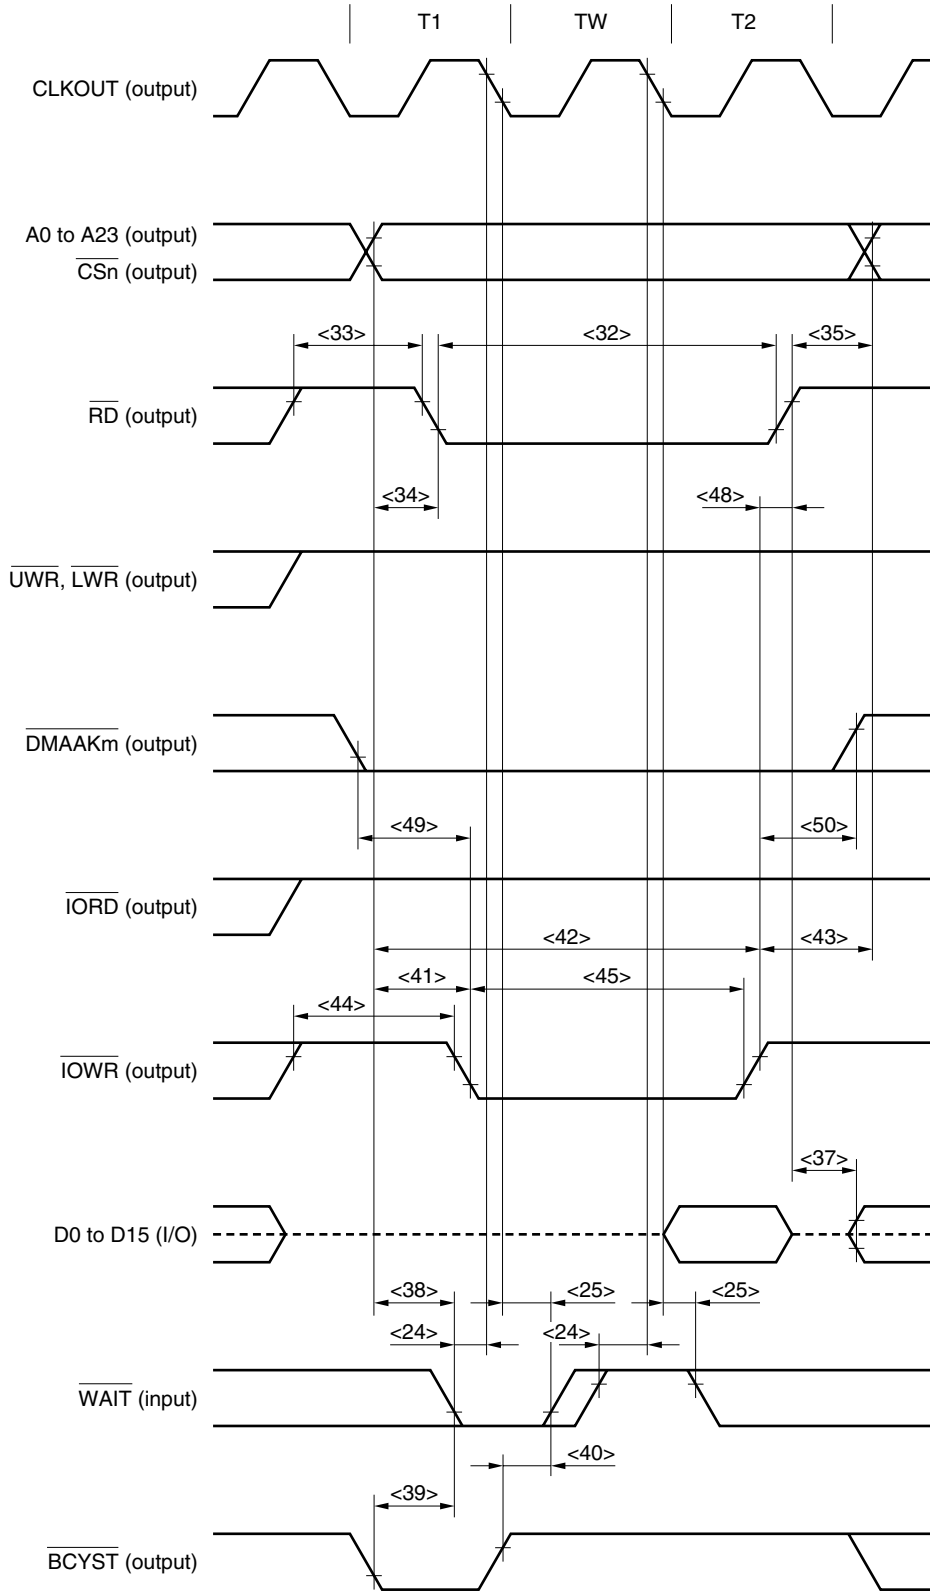 T1 TW T2
CLKOUT (output)
A0 to A23 (output)
CSn (output)
<33> <32> <35>
RD (output)
<34> <48>
UWR, LWR (output)
DMAAKm (output)
<49> <50>
IORD (output)
<42> <43>
<41> <45>
<44>
IOWR (output)
<37>
D0 to D15 (I/O)
<38> <25> <25>
<24> <24>
WAIT (input)
<40>
<39>
BCYST (output)